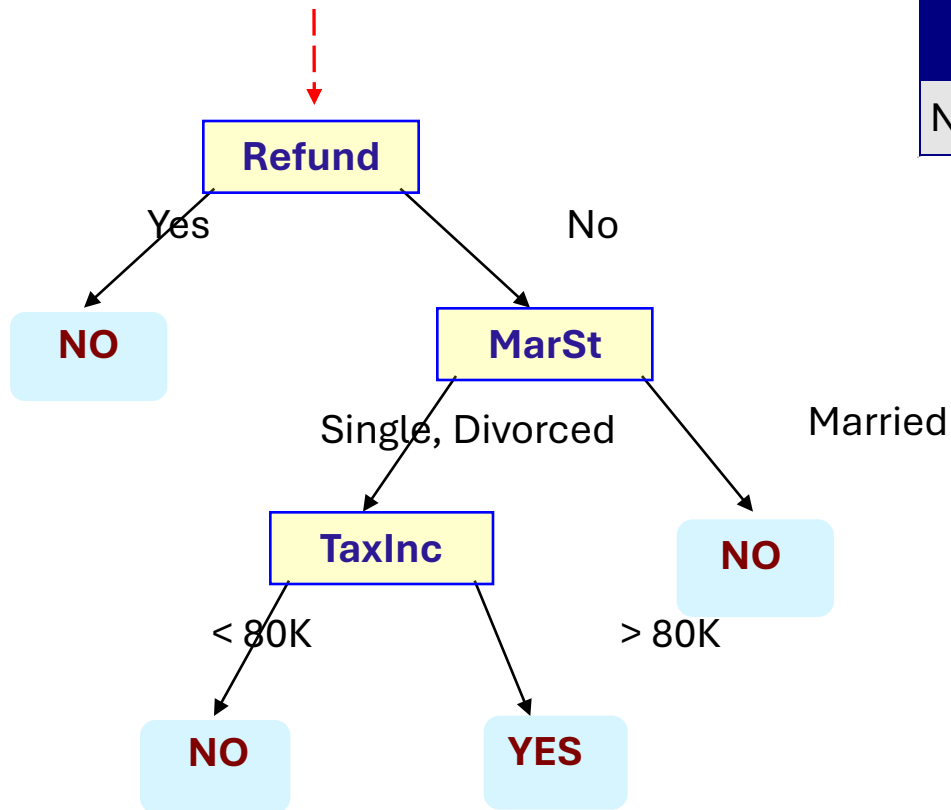 Refund
Yes
No
NO
MarSt
Single, Divorced
Married
TaxInc
NO
< 80K
> 80K
NO
YES